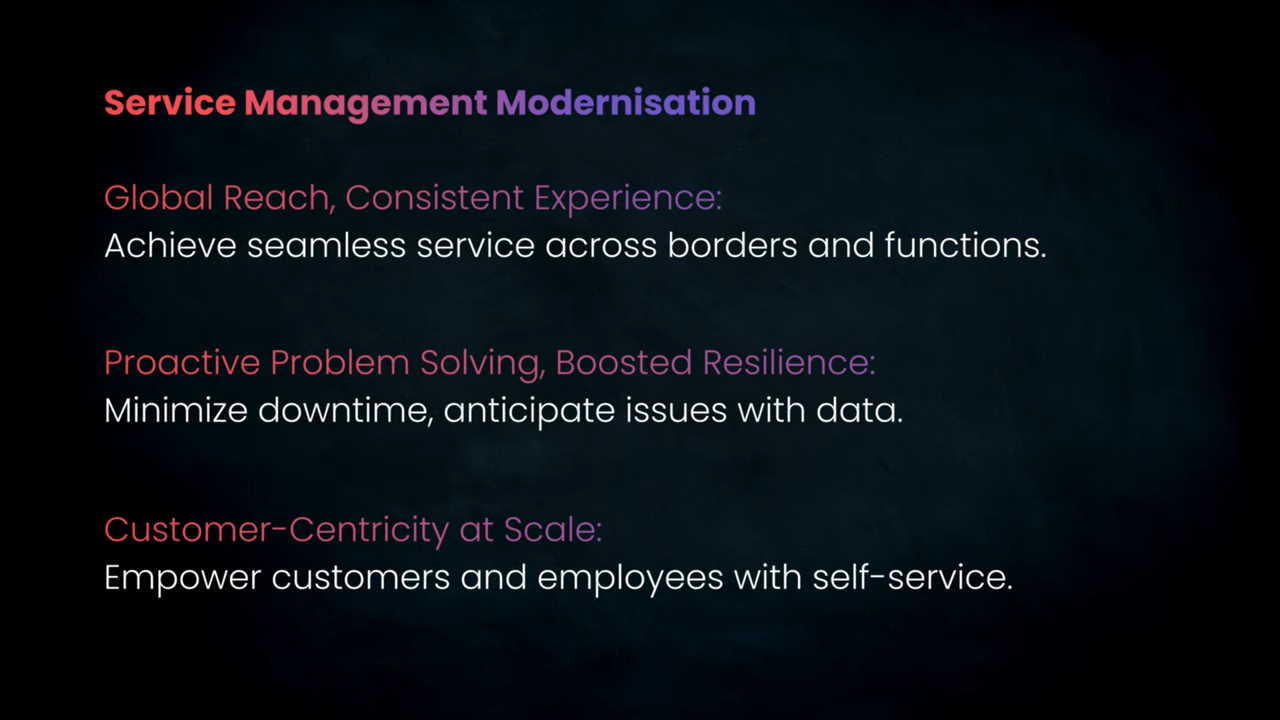 Service Management Modernisation
Global Reach, Consistent Experience:
Achieve seamless service across borders and functions.
Proactive Problem Solving, Boosted Resilience:
Minimize downtime, anticipate issues with data.
Customer-Centricity at Scale:
Empower customers and employees with self-service.